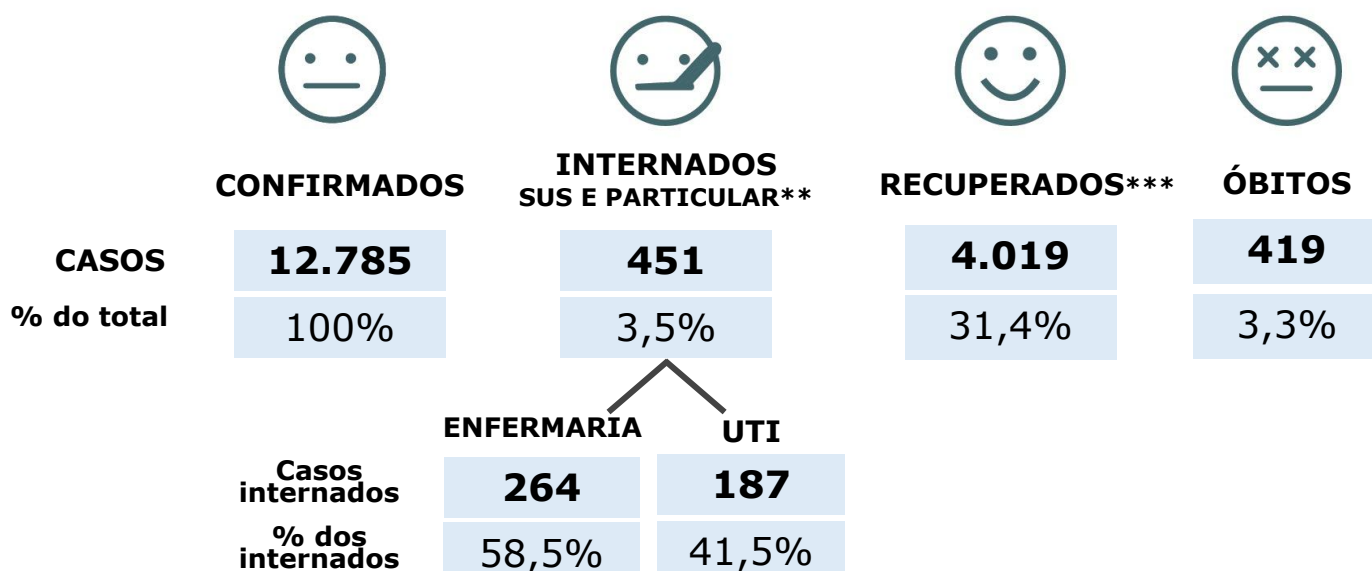 CONFIRMADOS
INTERNADOS
SUS E PARTICULAR**
RECUPERADOS***
ÓBITOS
CASOS
12.785
451
4.019
419
% do total
100%
3,5%
31,4%
3,3%
ENFERMARIA
UTI
Casos
internados
264
187
% dos
internados
58,5%
41,5%